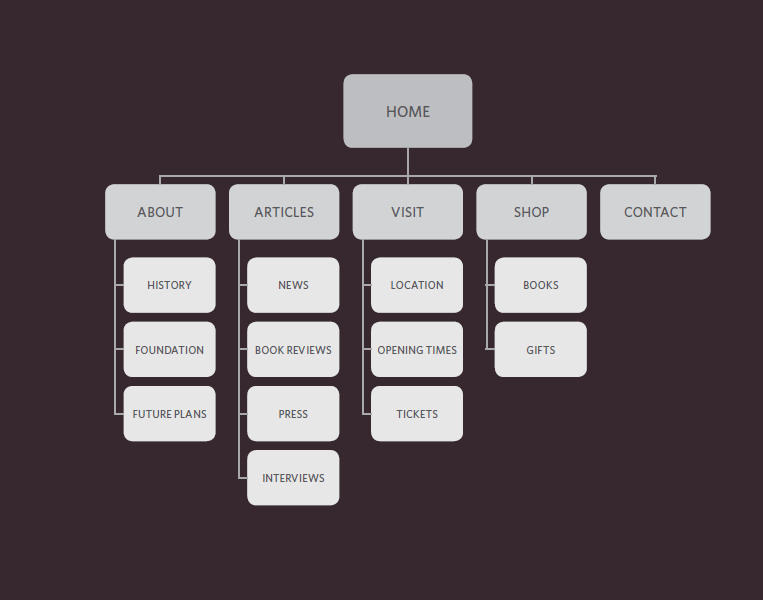 HOME
ABOUT
ARTICLES
VISIT
SHOP
CONTACT
HISTORY
NEWS
LOCATION
BOOKS
FOUNDATION
BOOK REVIEWS
OPENING TIMES
GIFTS
FUTURE PLANS
PRESS
TICKETS
INTERVIEWS